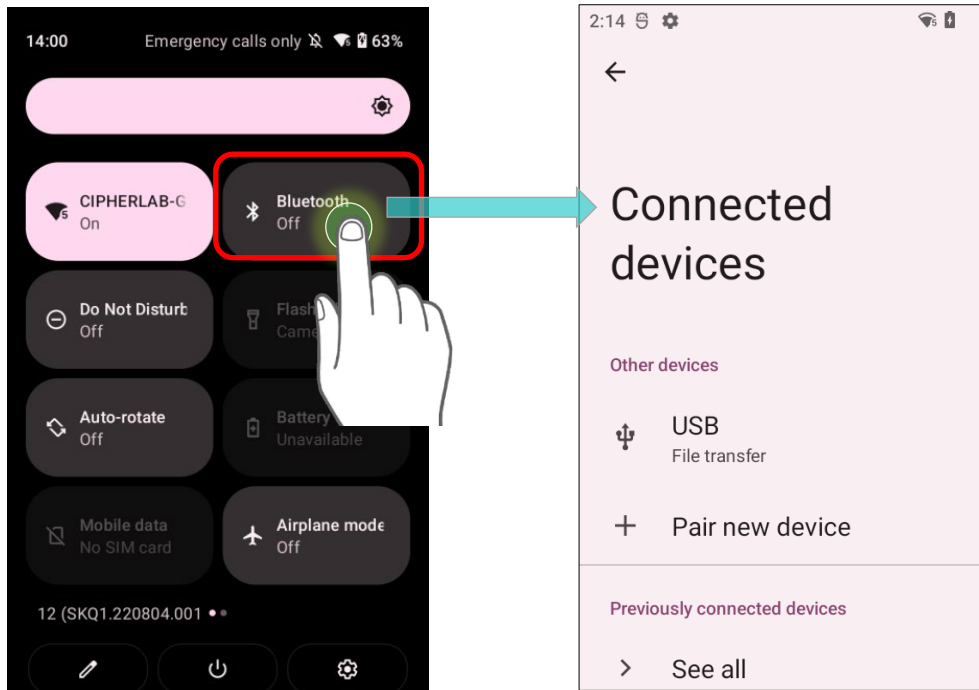 14:00 Emergency calls only 63%
CIPHERLAB-G
On
Bluetooth
Off
Do Not Disturb
Off
Flash
Came
Auto-rotate
Off
Battery
Unavailable
Mobile data
No SIM card
Airplane mode
Off
12 (SKQ1.220804.001
2:14
Connected
devices
Other devices
USB
File transfer
Pair new device
Previously connected devices
See all